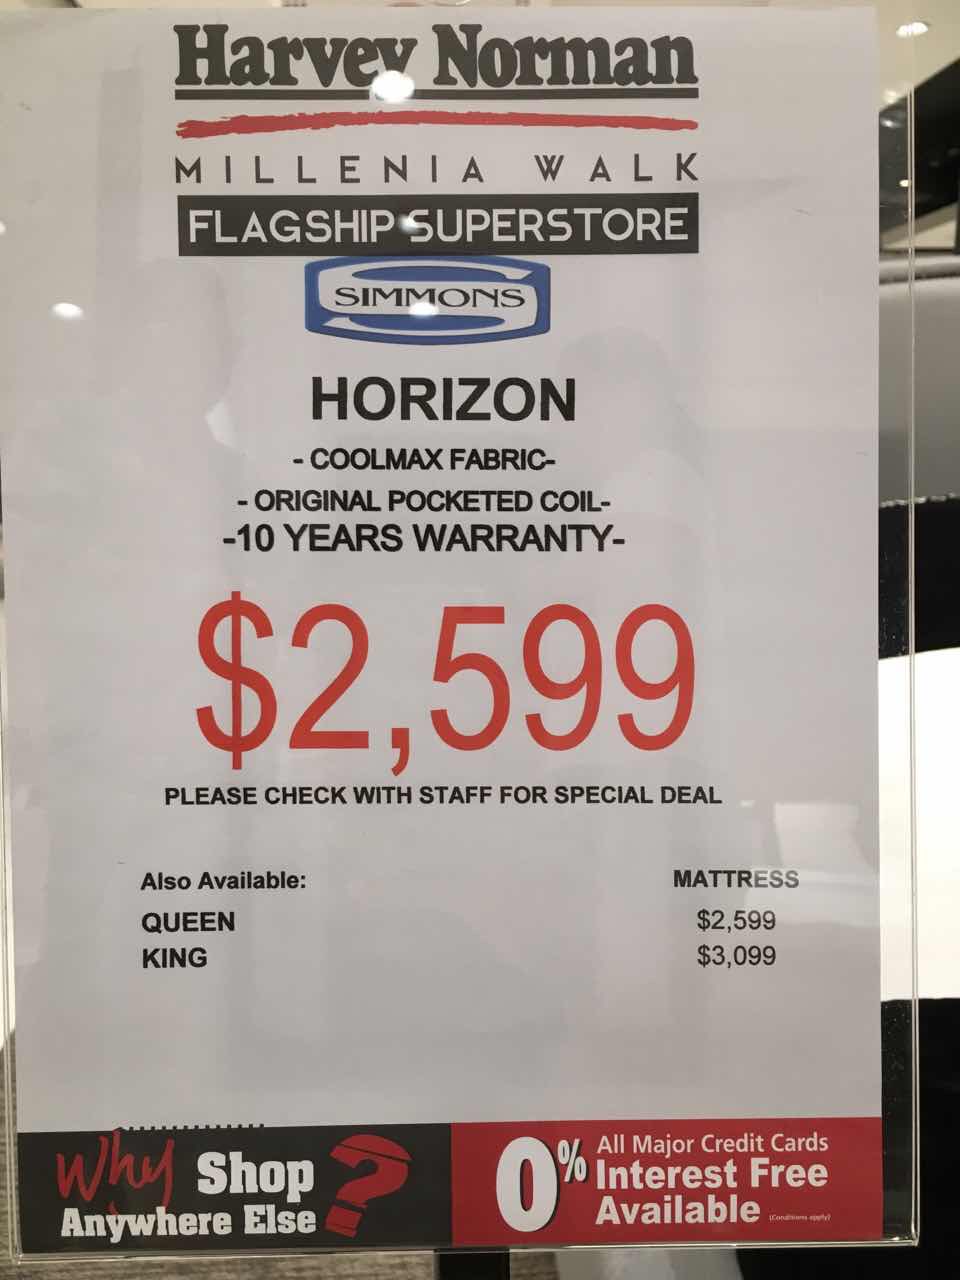 Harvey Norman
MILLENIA WALK
FLAGSHIP SUPERSTORE
SIMMONS
HORIZON
- COOLMAX FABRIC-
- ORIGINAL POCKETED COIL-
-10 YEARS WARRANTY-
$2,599
PLEASE CHECK WITH STAFF FOR SPECIAL DEAL
Also Available: MATTRESS
QUEEN $2,599
KING $3,099
Why Shop
Anywhere Else?
0% All Major Credit Cards
Interest Free
Available (Conditions apply)